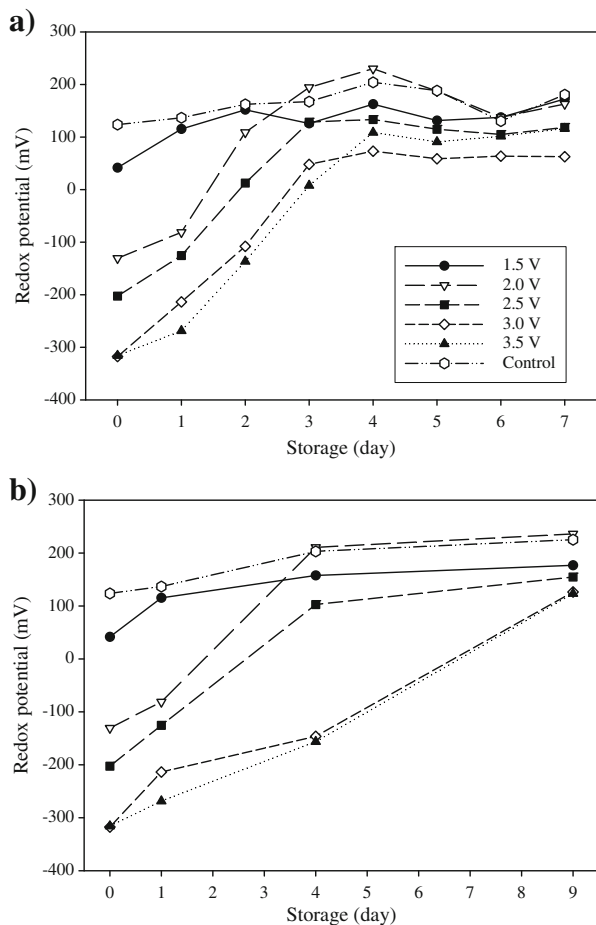 a)
300
200
100
0
-100
-200
-300
-400
Redox potential (mV)
0 1 2 3 4 5 6 7
Storage (day)
1.5 V
2.0 V
2.5 V
3.0 V
3.5 V
Control
b)
300
200
100
0
-100
-200
-300
-400
Redox potential (mV)
0 1 2 3 4 5 6 7 8 9
Storage (day)